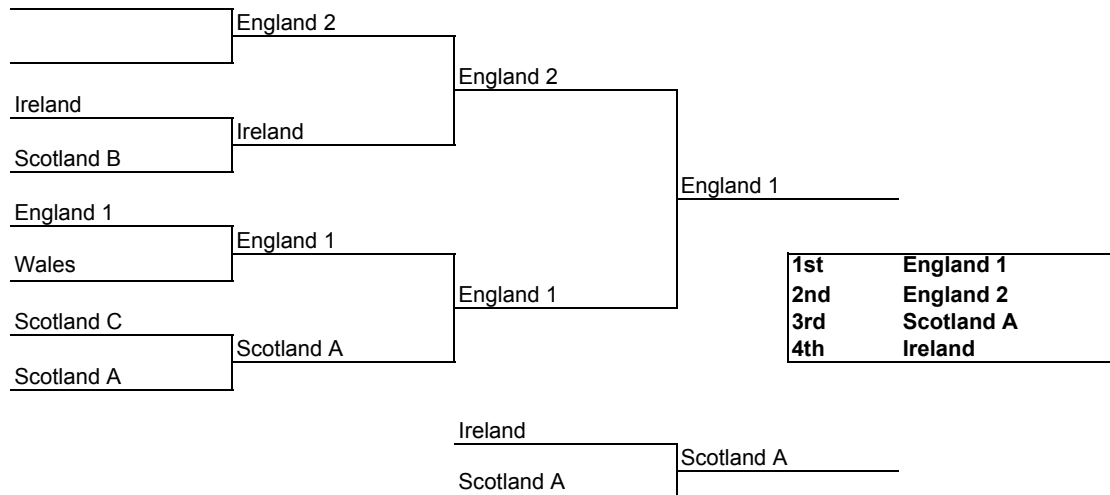 England 2
England 2
Ireland
Ireland
Scotland B
England 1
England 1
England 1
Wales
1st England 1
England 1
2nd England 2
Scotland C
3rd Scotland A
Scotland A
4th Ireland
Scotland A
Ireland
Scotland A
Scotland A